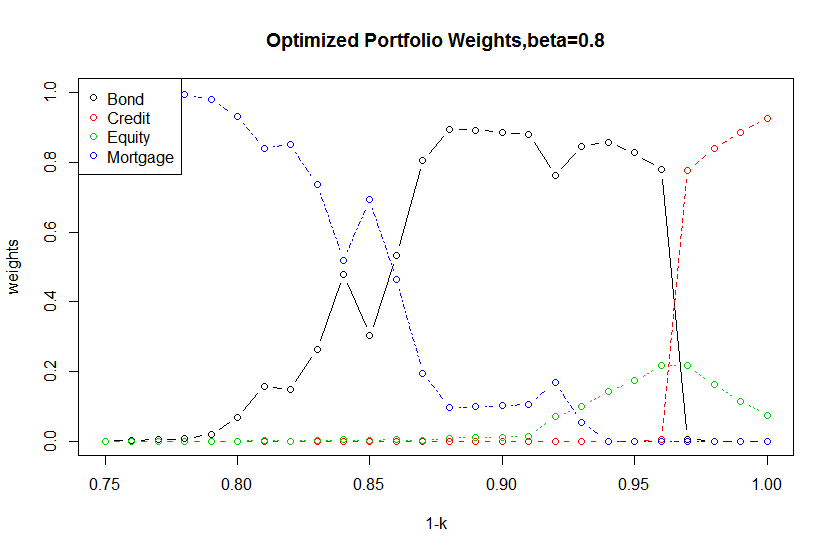 Optimized Portfolio Weights,beta=0.8
Bond
Credit
Equity
Mortgage
weights
1.0
0.8
0.6
0.4
0.2
0.0
0.75 0.80 0.85 0.90 0.95 1.00
1-k